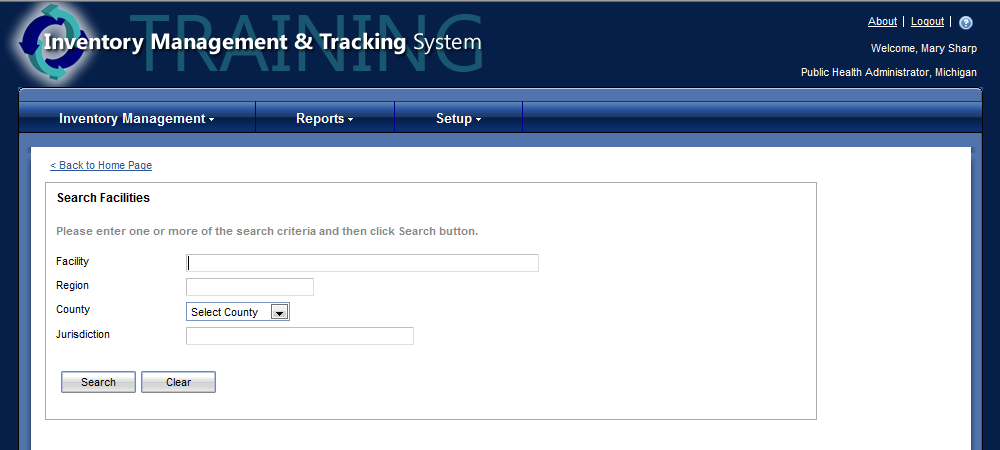 TRAINING
Inventory Management & Tracking System
About | Logout | ?
Welcome, Mary Sharp
Public Health Administrator, Michigan
Inventory Management Reports Setup
< Back to Home Page
Search Facilities
Please enter one or more of the search criteria and then click Search button.
Facility
Region
County Select County
Jurisdiction
Search Clear